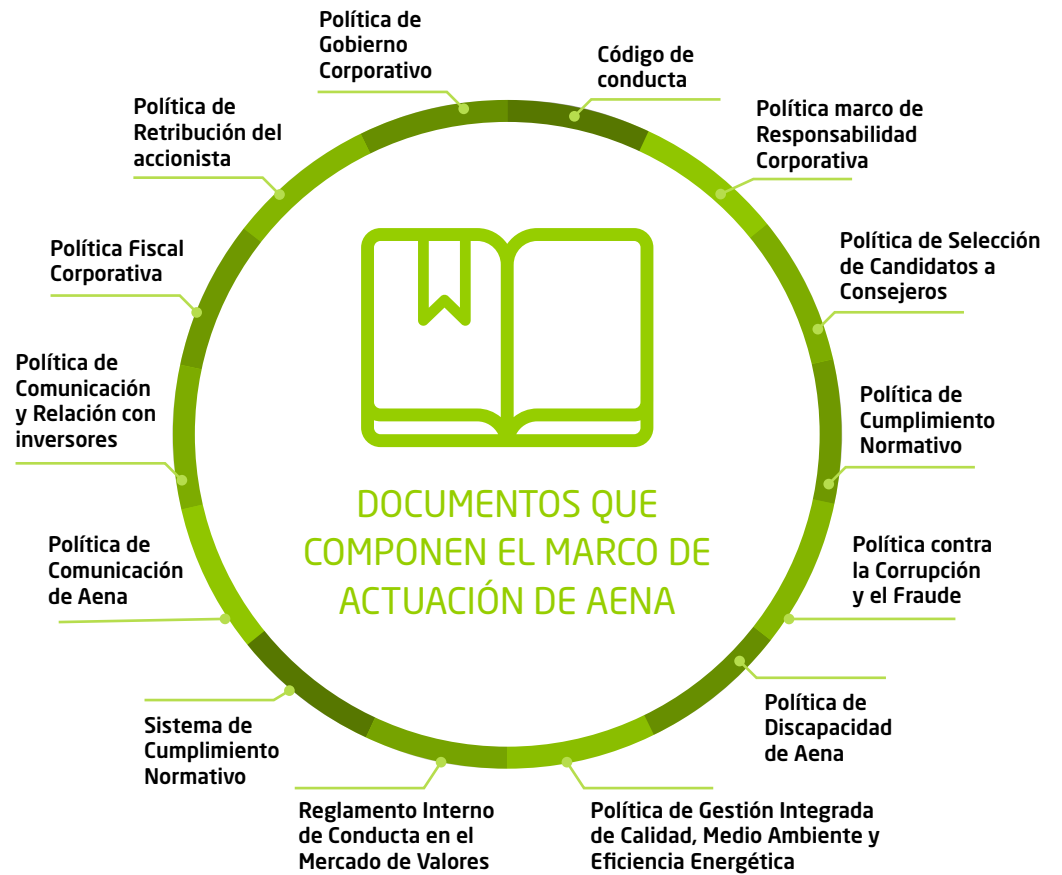 Política de
Gobierno
Corporativo
Código de
conducta
Política marco de
Responsabilidad
Corporativa
Política de Selección
de Candidatos a
Consejeros
Política de
Cumplimiento
Normativo
Política contra
la Corrupción
y el Fraude
Política de
Discapacidad
de Aena
Política de Gestión Integrada
de Calidad, Medio Ambiente y
Eficiencia Energética
Reglamento Interno
de Conducta en el
Mercado de Valores
Sistema de
Cumplimiento
Normativo
Política de
Comunicación
de Aena
Política de
Comunicación
y Relación con
inversores
Política Fiscal
Corporativa
Política de
Retribución del
accionista
DOCUMENTOS QUE
COMPONEN EL MARCO DE
ACTUACIÓN DE AENA